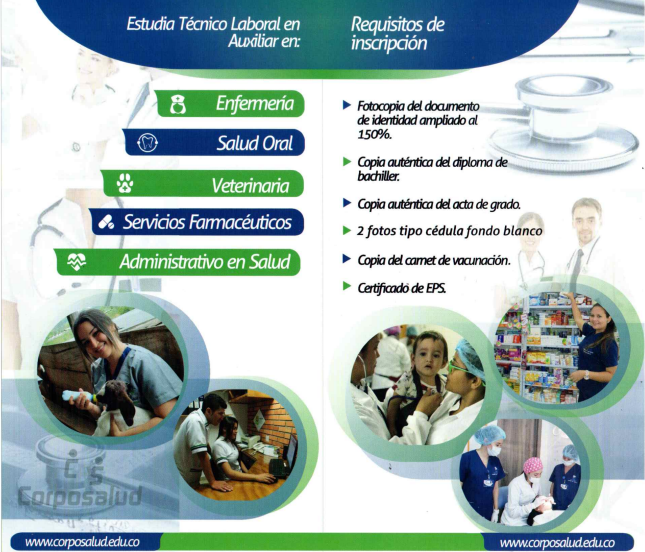 Estudia Técnico Laboral en
Auxiliar en:
Enfermería
Salud Oral
Veterinaria
Servicios Farmacéuticos
Administrativo en Salud
Corposalud
www.corposalud.edu.co
Requisitos de
inscripción
Fotocopia del documento
de identidad ampliado al
150%.
Copia auténtica del diploma de
bachiller.
Copia auténtica del acta de grado.
2 fotos tipo cédula fondo blanco
Copia del carnet de vacunación.
Certificado de EPS.
www.corposalud.edu.co